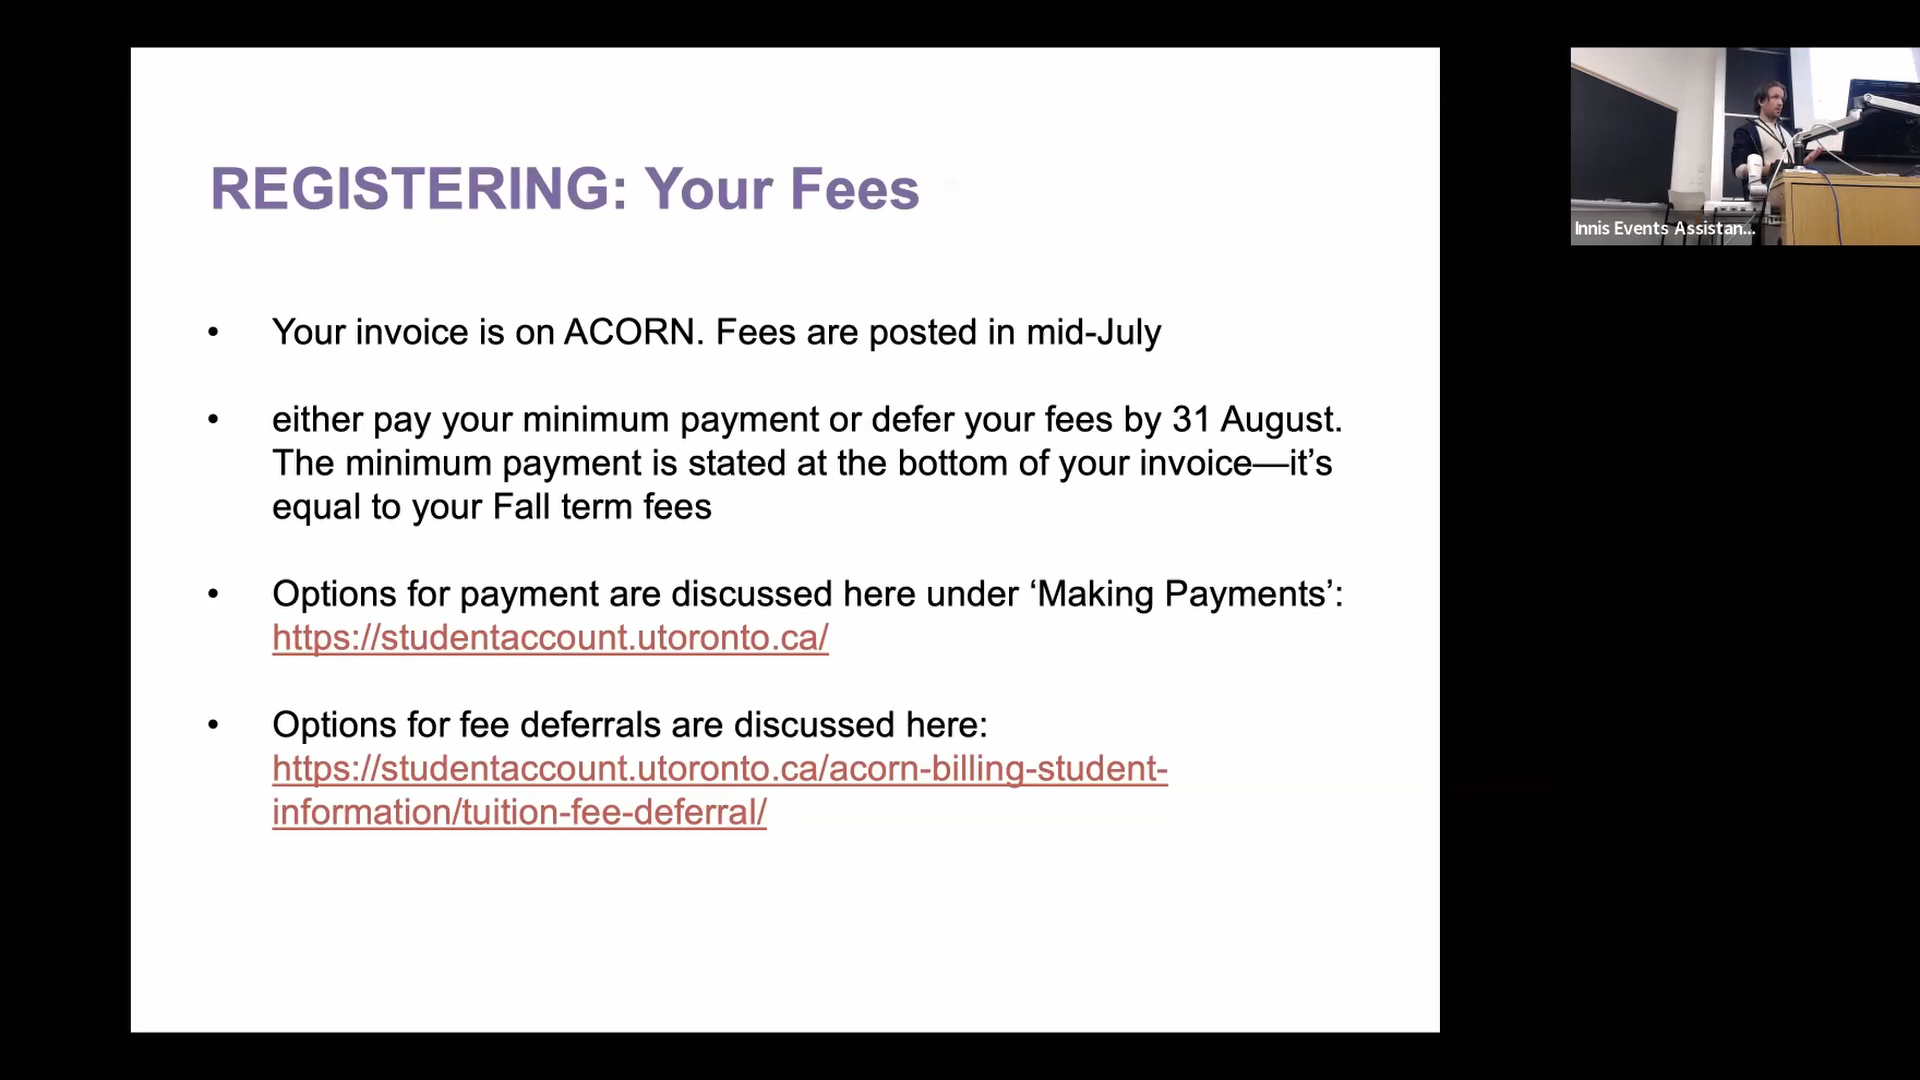 REGISTERING: Your Fees
• Your invoice is on ACORN. Fees are posted in mid-July
• either pay your minimum payment or defer your fees by 31 August.
The minimum payment is stated at the bottom of your invoice—it’s
equal to your Fall term fees
• Options for payment are discussed here under ‘Making Payments’:
https://studentaccount.utoronto.ca/
• Options for fee deferrals are discussed here:
https://studentaccount.utoronto.ca/acorn-billing-student-
information/tuition-fee-deferral/
Innis Events Assistan...